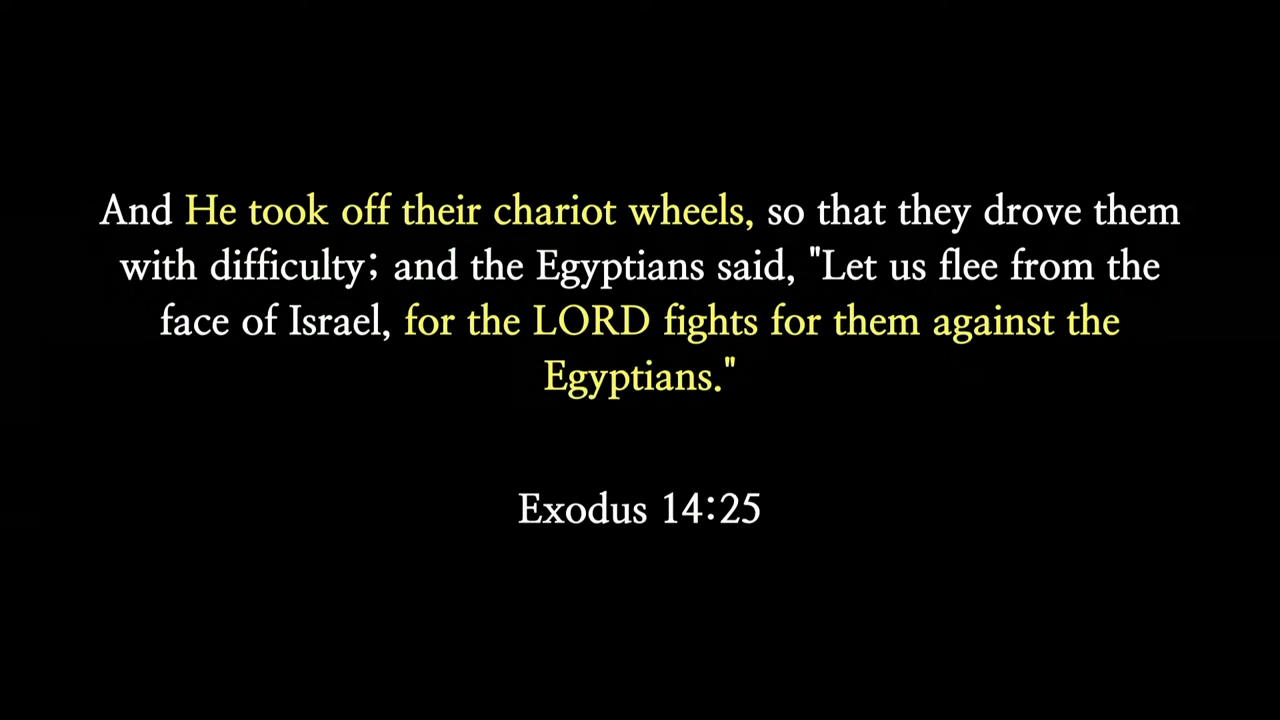 And He took off their chariot wheels, so that they drove them
with difficulty; and the Egyptians said, "Let us flee from the
face of Israel, for the LORD fights for them against the
Egyptians."
Exodus 14:25